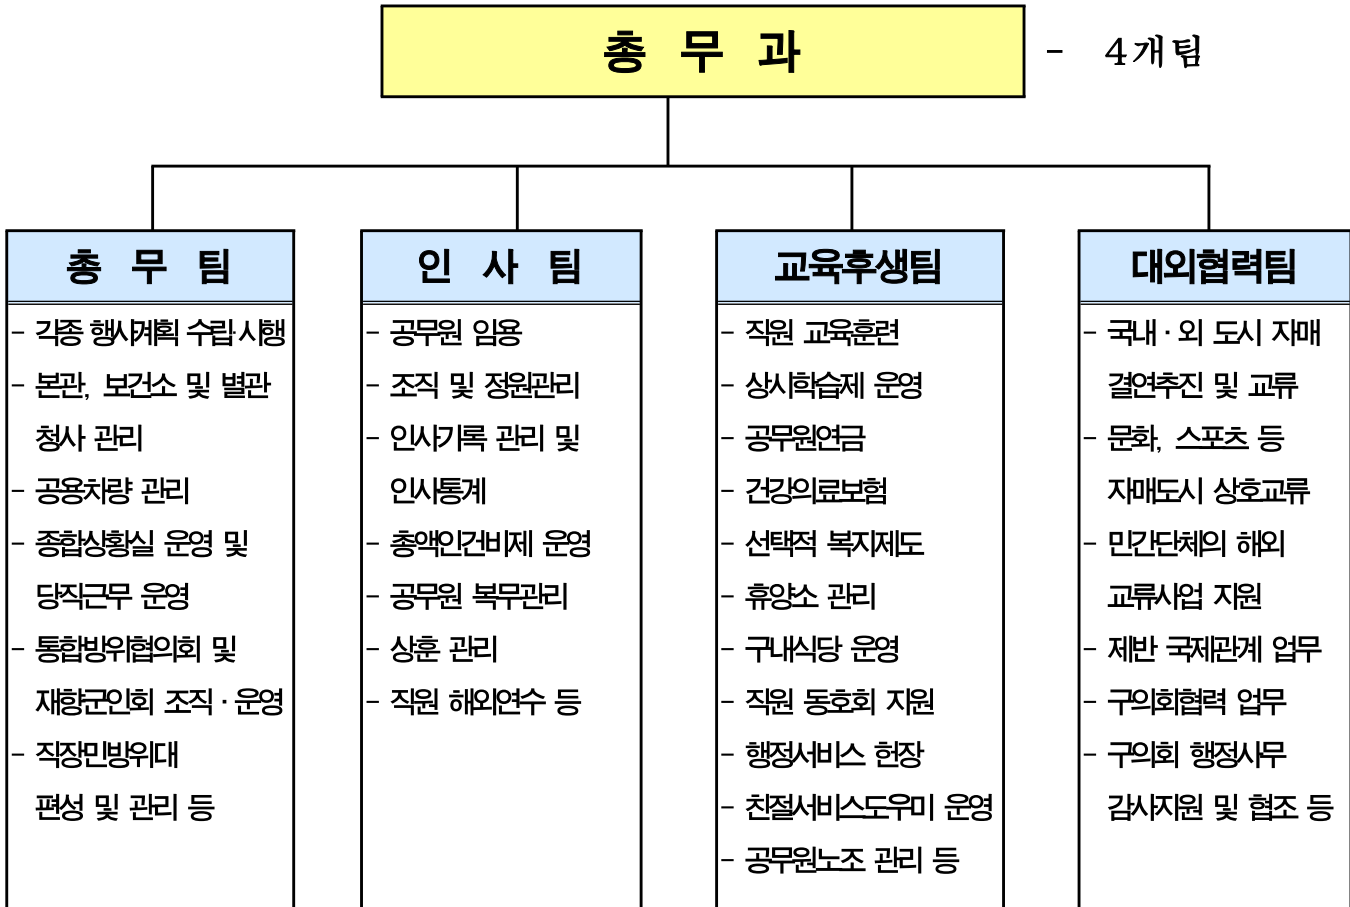 총 무 과 - 4개팀
총 무 팀
- 각종 행사계획 수립·시행
- 본관, 보건소 및 별관
청사 관리
- 공용차량 관리
- 종합상황실 운영 및
당직근무 운영
- 통합방위협의회 및
재향군인회 조직·운영
- 직장민방위대
편성 및 관리 등
인 사 팀
- 공무원 임용
- 조직 및 정원관리
- 인사기록 관리 및
인사통계
- 총액인건비제 운영
- 공무원 복무관리
- 상훈 관리
- 직원 해외연수 등
교육후생팀
- 직원 교육훈련
- 상시학습제 운영
- 공무원연금
- 건강의료보험
- 선택적 복지제도
- 휴양소 관리
- 구내식당 운영
- 직원 동호회 지원
- 행정서비스 헌장
- 친절서비스도우미 운영
- 공무원노조 관리 등
대외협력팀
- 국내·외 도시 자매
결연추진 및 교류
- 문화, 스포츠 등
자매도시 상호교류
- 민간단체의 해외
교류사업 지원
- 제반 국제관계 업무
- 구의회협력 업무
- 구의회 행정사무
감사지원 및 협조 등